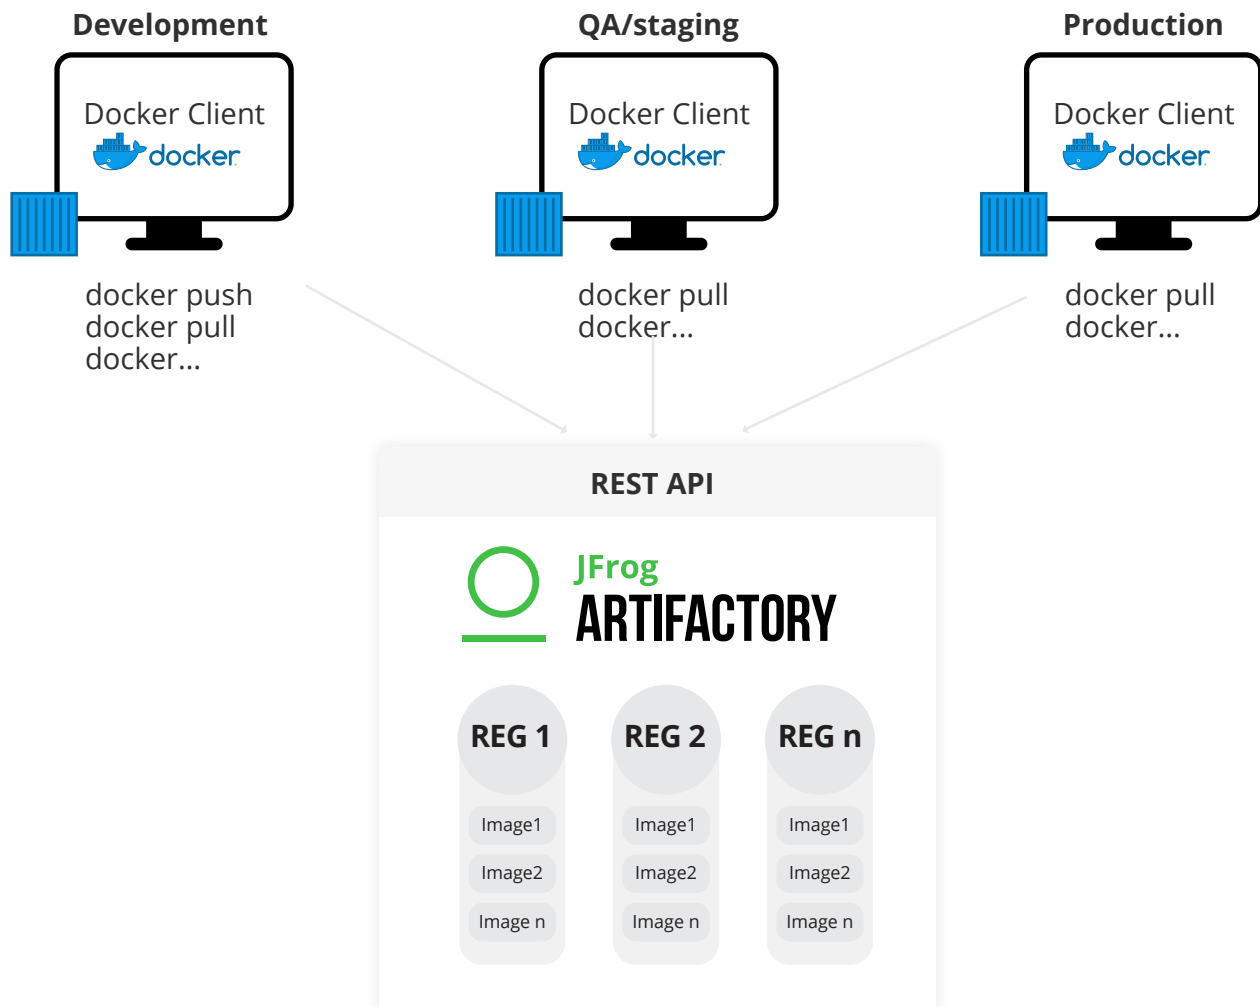 Development
Docker Client
docker
docker push
docker pull
docker...
QA/staging
Docker Client
docker
docker pull
docker...
Production
Docker Client
docker
docker pull
docker...
REST API
JFrog
ARTIFACTORY
REG 1
Image1
Image2
Image n
REG 2
Image1
Image2
Image n
REG n
Image1
Image2
Image n